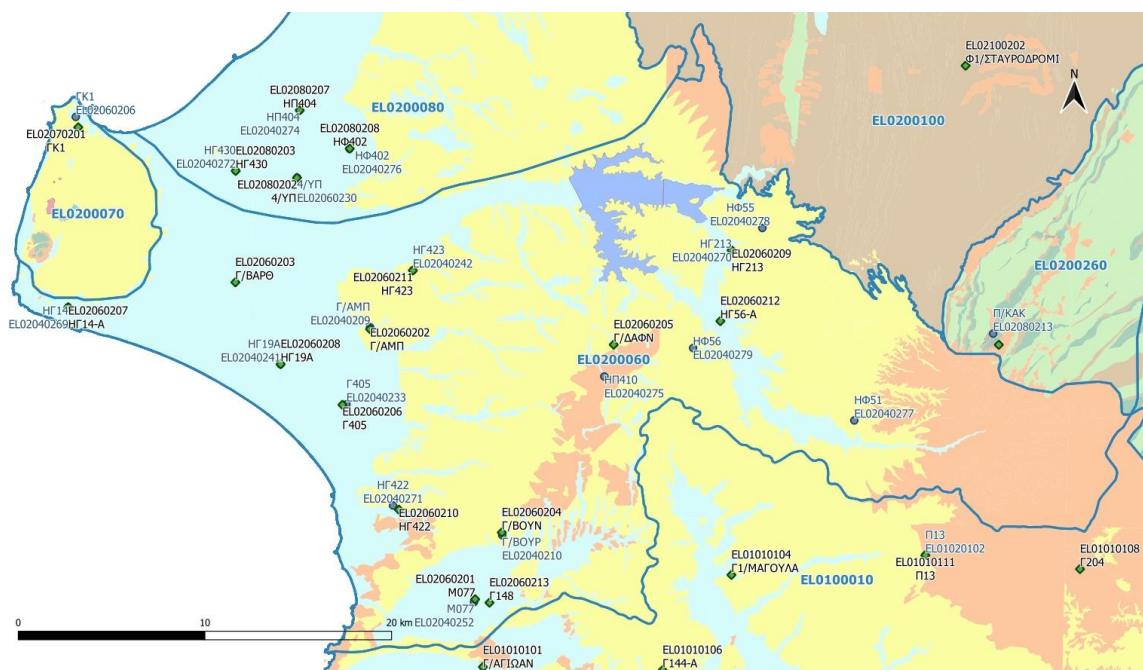 EL02100202
Φ1/ΣΤΑΥΡΟΔΡΟΜΙ
N
ΓΚ1
EL02060206
EL02070201
ΓΚ1
EL0200070
EL02080207
ΗΠ404
ΗΠ404
EL02040274
EL0200080
EL02080208
ΗΦ402
ΗΦ402
EL02040276
EL0200100
ΗΓ430
EL02040272
EL02080203
ΗΓ430
EL02080202
4/ΥΠ
4/ΥΠ
EL02060230
ΗΦ55
EL02040278
ΗΓ213
EL02040270
EL02060209
ΗΓ213
EL0200260
EL02060203
Γ/ΒΑΡΘ
ΗΓ423
EL02040242
EL02060211
ΗΓ423
ΗΓ14
EL02040269
EL02060207
ΗΓ14-Α
Γ/ΑΜΠ
EL02040209
EL02060202
Γ/ΑΜΠ
EL02060212
ΗΓ56-Α
Π/ΚΑΚ
EL02080213
EL02060205
Γ/ΔΑΦΝ
EL0200060
ΗΦ56
EL02040279
ΗΓ19Α
EL02040241
EL02060208
ΗΓ19Α
ΗΠ410
EL02040275
Γ405
EL02040233
EL02060206
Γ405
ΗΦ51
EL02040277
ΗΓ422
EL02040271
EL02060210
ΗΓ422
EL02060204
Γ/ΒΟΥΝ
Γ/ΒΟΥΡ
EL02040210
Π13
EL01020102
EL01010111
Π13
EL01010104
Γ1/ΜΑΓΟΥΛΑ
EL0100010
EL01010108
Γ204
EL02060201
Μ077
Μ077
EL02040252
EL02060213
Γ148
0
10
20 km
EL01010101
Γ/ΑΓΙΩΑΝ
EL01010106
Γ144-Α